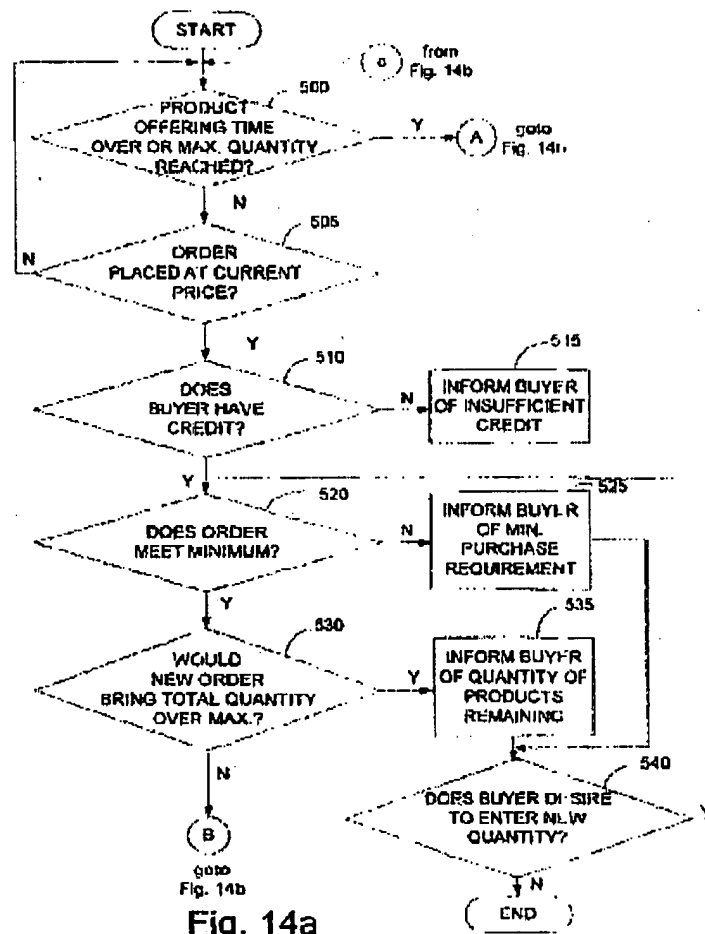 START
from
Fig. 14b
500
PRODUCT
OFFERING TIME
OVER OR MAX. QUANTITY
REACHED?
Y
A
goto
N
505
N
ORDER
PLACED AT CURRENT
PRICE?
Y
510
DOES
BUYER HAVE
CREDIT?
N
515
INFORM BUYER
OF INSUFFICIENT
CREDIT
Y
520
DOES ORDER
MEET MINIMUM?
N
525
INFORM BUYER
OF MIN.
PURCHASE
REQUIREMENT
Y
530
WOULD
NEW ORDER
BRING TOTAL QUANTITY
OVER MAX.?
Y
535
INFORM BUYER
OF QUANTITY OF
PRODUCTS
REMAINING
N
540
DOES BUYER DESIRE
TO ENTER NEW
QUANTITY?
Y
B
goto
Fig. 14b
N
END
Fig. 14a